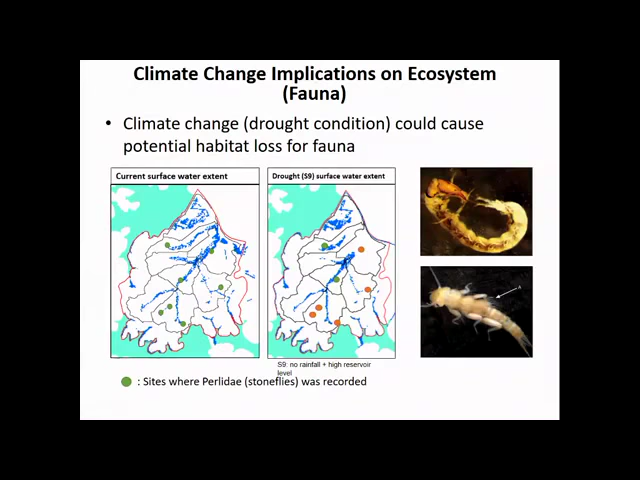 Climate Change Implications on Ecosystem
(Fauna)
• Climate change (drought condition) could cause
potential habitat loss for fauna
Current surface water extent
Drought (S9) surface water extent
S9: no rainfall + high reservoir
level
: Sites where Perlidae (stoneflies) was recorded